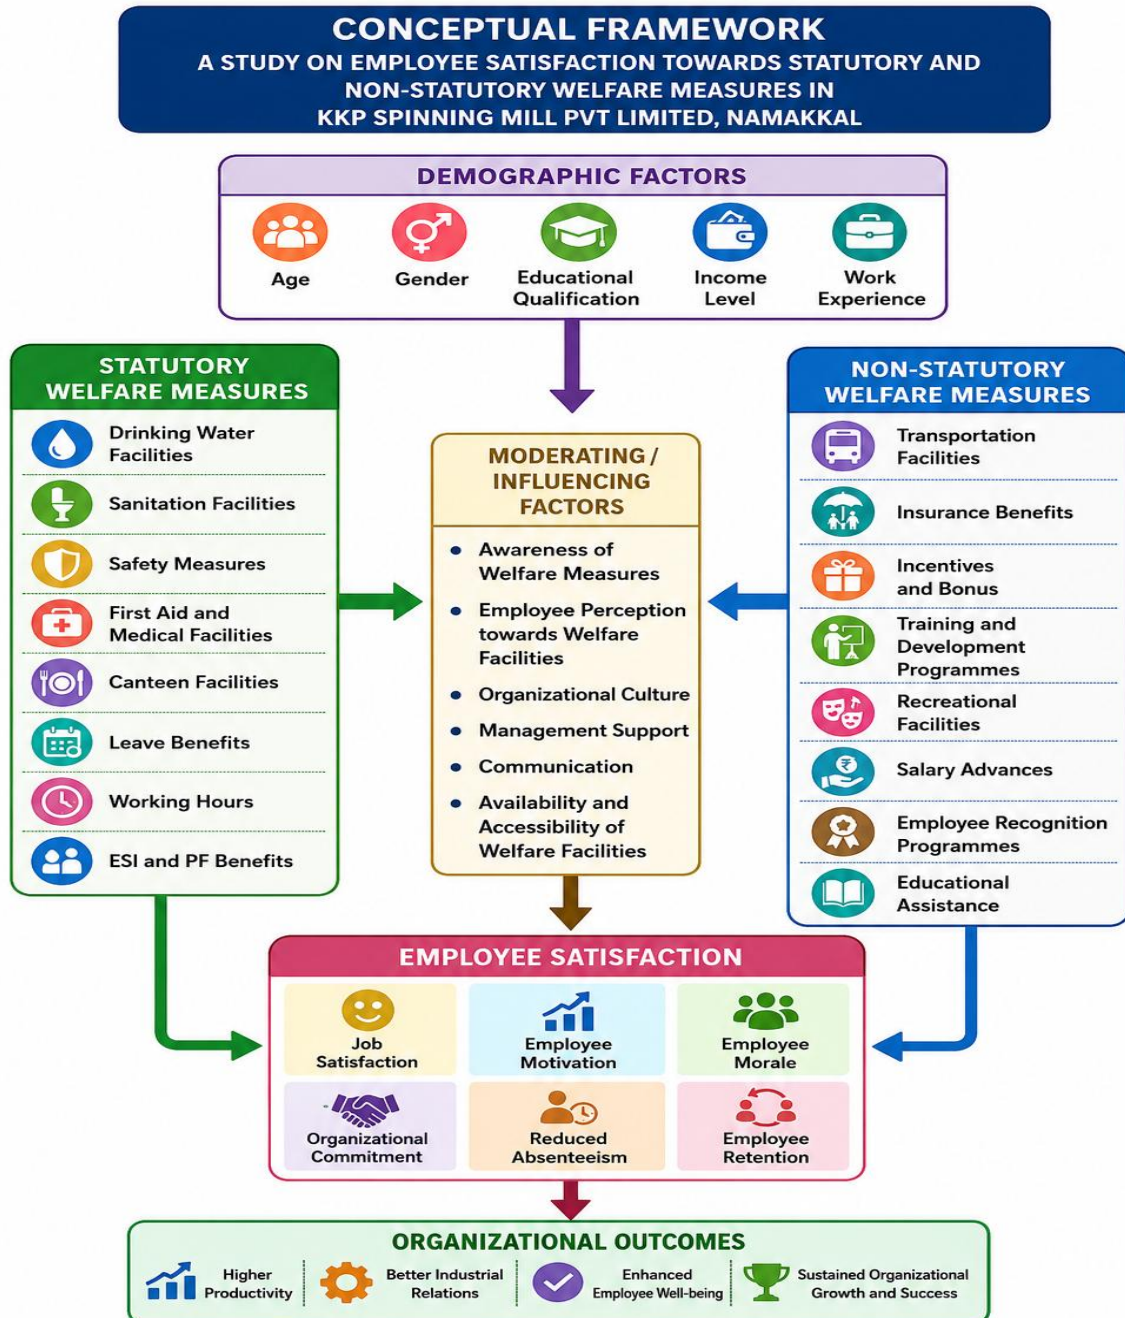 CONCEPTUAL FRAMEWORK
A STUDY ON EMPLOYEE SATISFACTION TOWARDS STATUTORY AND
NON-STATUTORY WELFARE MEASURES IN
KKP SPINNING MILL PVT LIMITED, NAMAKKAL
DEMOGRAPHIC FACTORS
Age
Gender
Educational
Qualification
Income
Level
Work
Experience
STATUTORY
WELFARE MEASURES
Drinking Water
Facilities
Sanitation Facilities
Safety Measures
First Aid and
Medical Facilities
Canteen Facilities
Leave Benefits
Working Hours
ESI and PF Benefits
MODERATING /
INFLUENCING
FACTORS
• Awareness of
Welfare Measures
• Employee Perception
towards Welfare
Facilities
• Organizational Culture
• Management Support
• Communication
• Availability and
Accessibility of
Welfare Facilities
NON-STATUTORY
WELFARE MEASURES
Transportation
Facilities
Insurance Benefits
Incentives
and Bonus
Training and
Development
Programmes
Recreational
Facilities
₹
Salary Advances
Employee Recognition
Programmes
Educational
Assistance
EMPLOYEE SATISFACTION
Job
Satisfaction
Employee
Motivation
Employee
Morale
Organizational
Commitment
Reduced
Absenteeism
Employee
Retention
ORGANIZATIONAL OUTCOMES
Higher
Productivity
Better Industrial
Relations
Enhanced
Employee Well-being
Sustained Organizational
Growth and Success